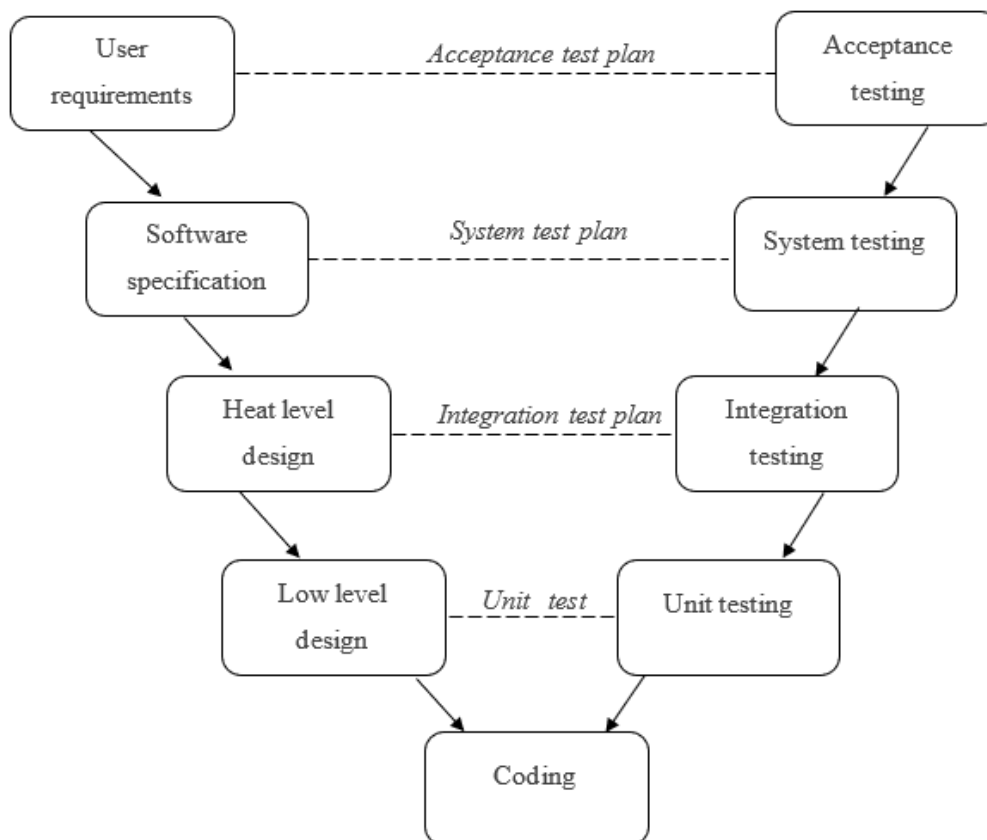 User
requirements
Acceptance test plan
Acceptance
testing
Software
specification
System test plan
System testing
Heat level
design
Integration test plan
Integration
testing
Low level
design
Unit test
Unit testing
Coding